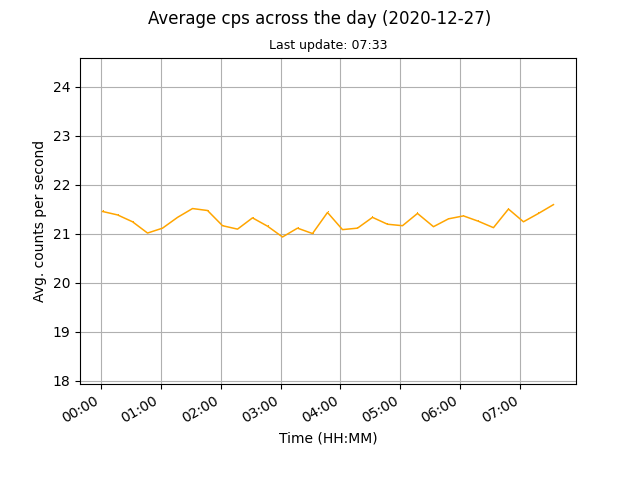 Average cps across the day (2020-12-27)
Last update: 07:33
24
23
22
21
20
19
18
Avg. counts per second
00:00 01:00 02:00 03:00 04:00 05:00 06:00 07:00
Time (HH:MM)